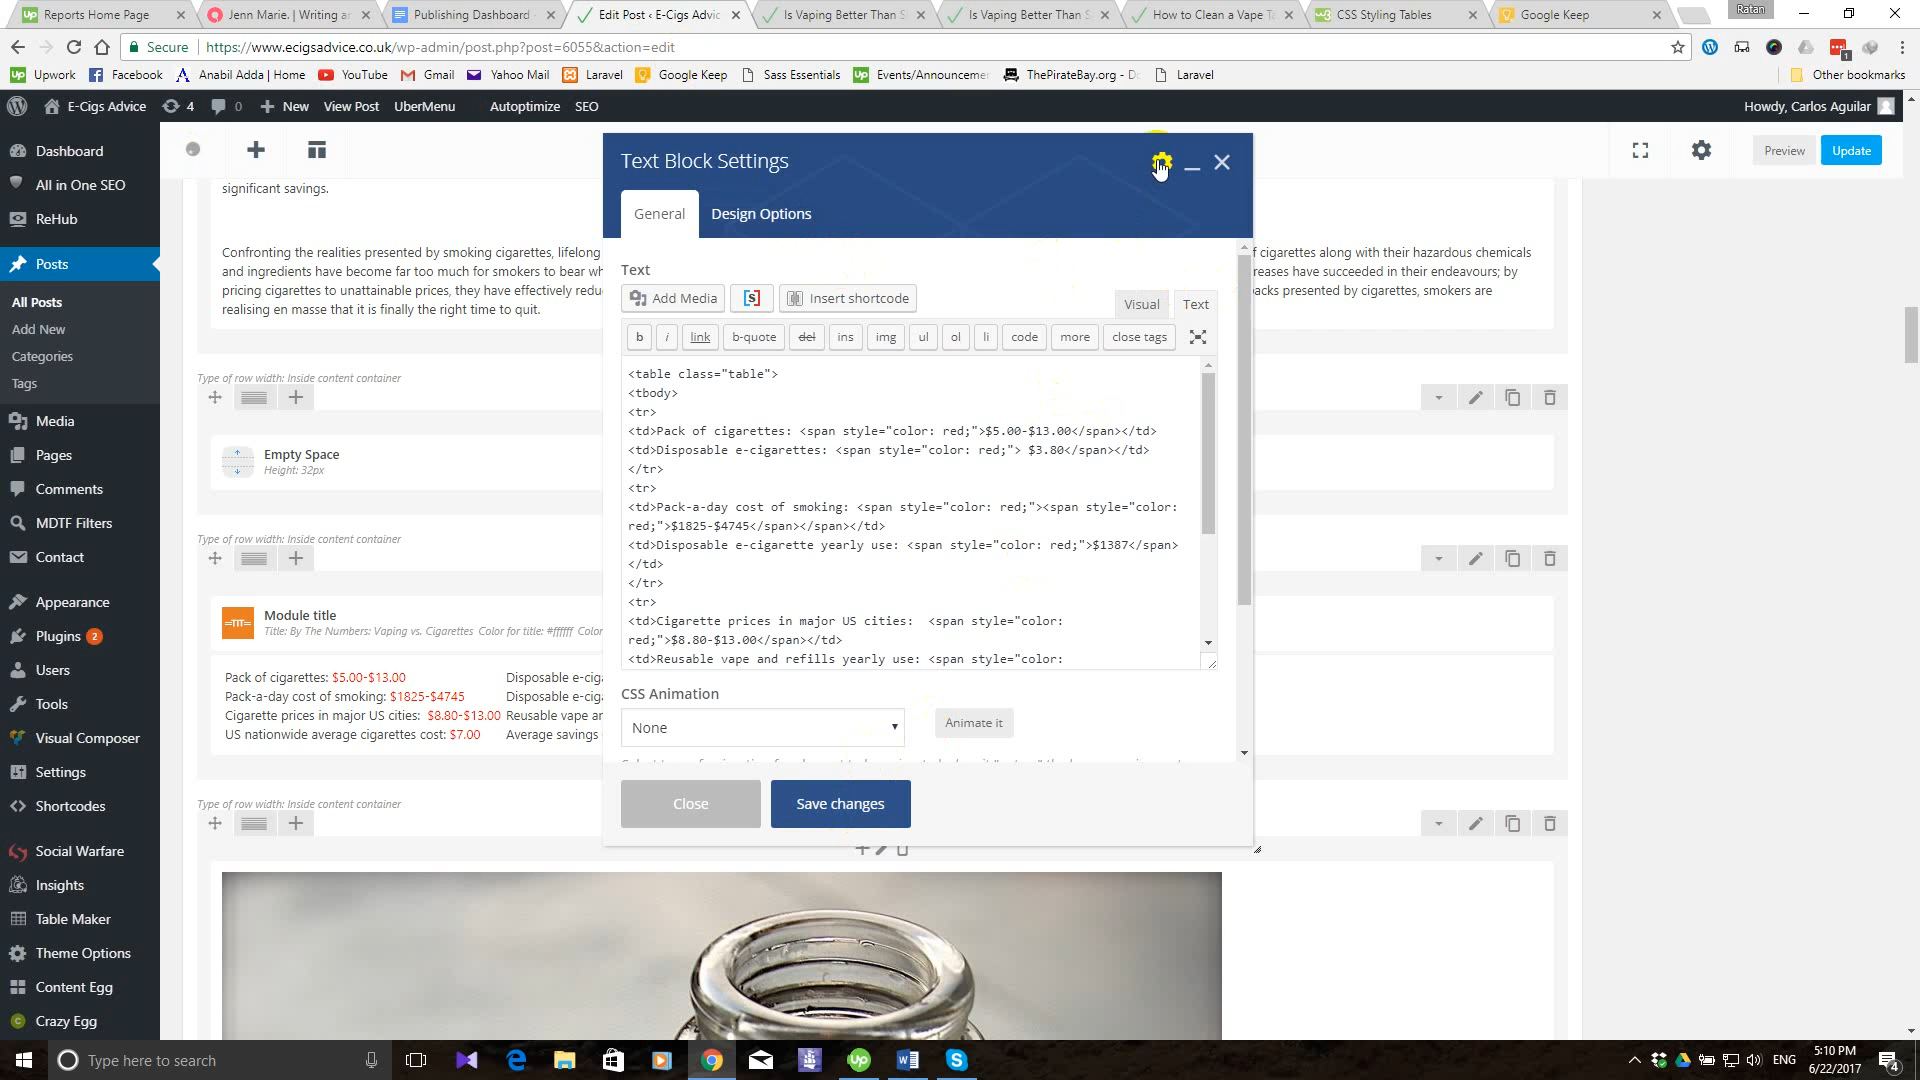 Reports Home Page
Jenn Marie. | Writing a
Publishing Dashboard
Edit Post ‹ E-Cigs Advic
Is Vaping Better Than S
Is Vaping Better Than S
How to Clean a Vape Ta
CSS Styling Tables
Google Keep
Ratan
Secure
https://www.ecigsadvice.co.uk/wp-admin/post.php?post=6055&action=edit
Upwork
Facebook
Anabil Adda | Home
YouTube
Gmail
Yahoo Mail
Laravel
Google Keep
Sass Essentials
Events/Announcemen
ThePirateBay.org - Do
Laravel
Other bookmarks
E-Cigs Advice
4
0
New
View Post
UberMenu
Autoptimize
SEO
Howdy, Carlos Aguilar
Dashboard
All in One SEO
ReHub
Posts
All Posts
Add New
Categories
Tags
Media
Pages
Comments
MDTF Filters
Contact
Appearance
Plugins 2
Users
Tools
Visual Composer
Settings
Shortcodes
Social Warfare
Insights
Table Maker
Theme Options
Content Egg
Crazy Egg
Preview
Update
significant savings.
Confronting the realities presented by smoking cigarettes, lifelong
f cigarettes along with their hazardous chemicals
and ingredients have become far too much for smokers to bear wh
reases have succeeded in their endeavours; by
pricing cigarettes to unattainable prices, they have effectively redu
acks presented by cigarettes, smokers are
realising en masse that it is finally the right time to quit.
Type of row width: Inside content container
Empty Space
Height: 32px
Type of row width: Inside content container
Module title
Title: By The Numbers: Vaping vs. Cigarettes Color for title: #ffffff Color
Pack of cigarettes: $5.00-$13.00 Disposable e-ciga
Pack-a-day cost of smoking: $1825-$4745 Disposable e-ciga
Cigarette prices in major US cities: $8.80-$13.00 Reusable vape an
US nationwide average cigarettes cost: $7.00 Average savings
Type of row width: Inside content container
Text Block Settings
General
Design Options
Text
Add Media
[S]
Insert shortcode
Visual
Text
b
i
link
b-quote
del
ins
img
ul
ol
li
code
more
close tags
<table class="table">
<tbody>
<tr>
<td>Pack of cigarettes: <span style="color: red;">$5.00-$13.00</span></td>
<td>Disposable e-cigarettes: <span style="color: red;"> $3.80</span></td>
</tr>
<tr>
<td>Pack-a-day cost of smoking: <span style="color: red;"><span style="color:
red;">$1825-$4745</span></span></td>
<td>Disposable e-cigarette yearly use: <span style="color: red;">$1387</span>
</td>
</tr>
<tr>
<td>Cigarette prices in major US cities:  <span style="color:
red;">$8.80-$13.00</span></td>
<td>Reusable vape and refills yearly use: <span style="color:
CSS Animation
None
Animate it
Close
Save changes
Type here to search
ENG
5:10 PM
6/22/2017
4